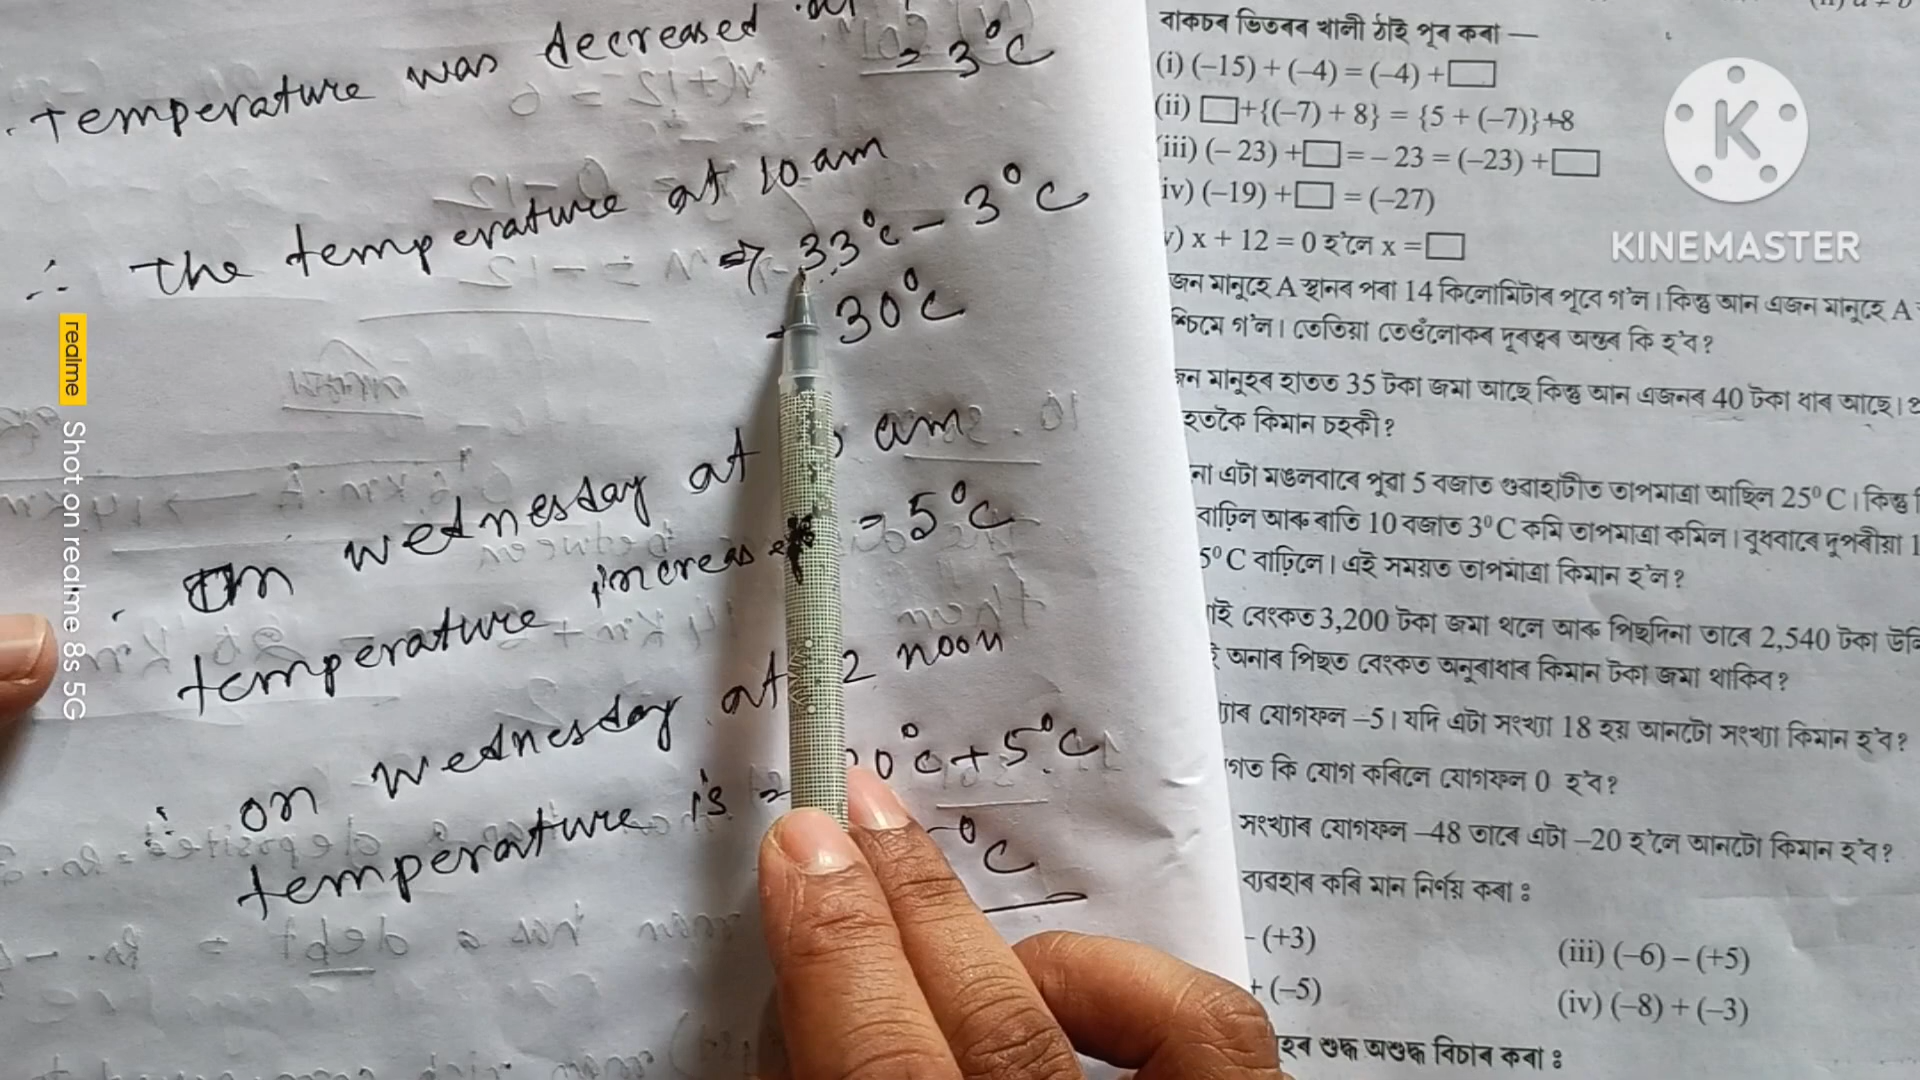 temperature was decreased
= 3°C
∴ The temperature at 10 am
⇒ 33°C - 3°C
30°C
on wednesday at am
temperature increase = 5°C
on wednesday at 2 noon
temperature is = 0°C + 5°C
°C
বাকচৰ ভিতৰৰ খালী ঠাই পূৰ কৰা —
(i) (–15) + (–4) = (–4) + □
(ii) □ + {(–7) + 8} = {5 + (–7)} + 8
iii) (– 23) + □ = – 23 = (–23) + □
iv) (–19) + □ = (–27)
v) x + 12 = 0 হ'লে x = □
জন মানুহে A স্থানৰ পৰা 14 কিলোমিটাৰ পূবে গ'ল। কিন্তু আন এজন মানুহে A
শ্চিমে গ'ল। তেতিয়া তেওঁলোকৰ দূৰত্বৰ অন্তৰ কি হ'ব?
জন মানুহৰ হাতত 35 টকা জমা আছে কিন্তু আন এজনৰ 40 টকা ধাৰ আছে।
হতকৈ কিমান চহকী?
না এটা মঙলবাৰে পুৱা 5 বজাত গুৱাহাটীত তাপমাত্ৰা আছিল 25°C। কিন্তু
বাঢ়িল আৰু ৰাতি 10 বজাত 3°C কমি তাপমাত্ৰা কমিল। বুধবাৰে দুপৰীয়া 1
5°C বাঢ়িলে। এই সময়ত তাপমাত্ৰা কিমান হ'ল?
াই বেংকত 3,200 টকা জমা থলে আৰু পিছদিনা তাৰে 2,540 টকা উ
ই অনাৰ পিছত বেংকত অনুৰাধাৰ কিমান টকা জমা থাকিব?
্যাৰ যোগফল –5। যদি এটা সংখ্যা 18 হয় আনটো সংখ্যা কিমান হ'ব?
গত কি যোগ কৰিলে যোগফল 0 হ'ব?
সংখ্যাৰ যোগফল –48 তাৰে এটা –20 হ'লে আনটো কিমান হ'ব?
ব্যৱহাৰ কৰি মান নিৰ্ণয় কৰা :
– (+3)
(iii) (–6) – (+5)
+ (–5)
(iv) (–8) + (–3)
হৰ শুদ্ধ অশুদ্ধ বিচাৰ কৰা :
KINEMASTER
realme Shot on realme 8s 5G